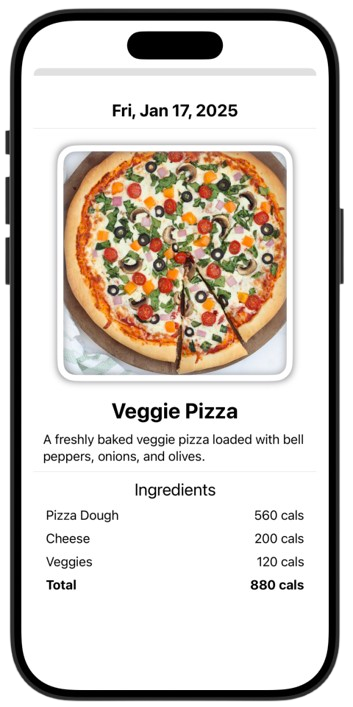 Fri, Jan 17, 2025
Veggie Pizza
A freshly baked veggie pizza loaded with bell
peppers, onions, and olives.
Ingredients
Pizza Dough 560 cals
Cheese 200 cals
Veggies 120 cals
Total 880 cals